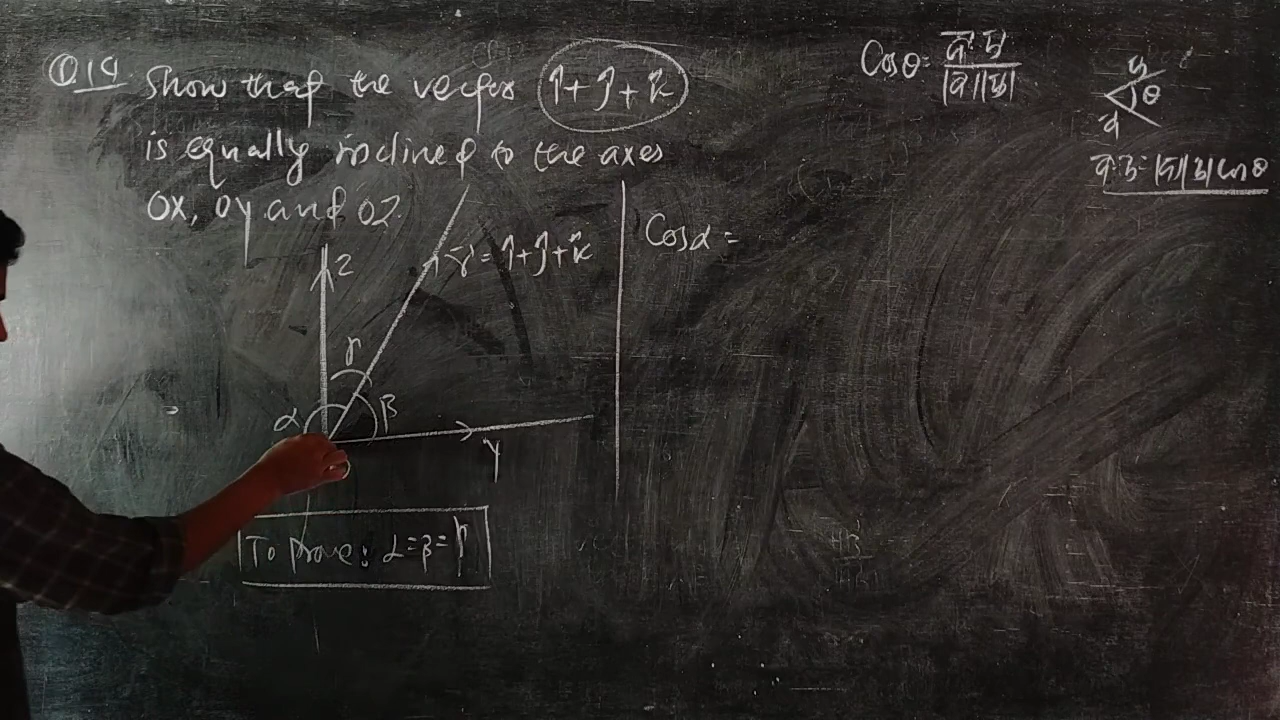 Q19. Show that the vector î + ĵ + k̂
is equally inclined to the axes
OX, OY and OZ.
Z
r⃗ = î + ĵ + k̂
γ
α
β
Y
To prove: α = β = γ
Cosα =
Cosθ = a⃗·b⃗ / |a⃗||b⃗|
b⃗
θ
a⃗
a⃗·b⃗ = |a⃗||b⃗| cosθ